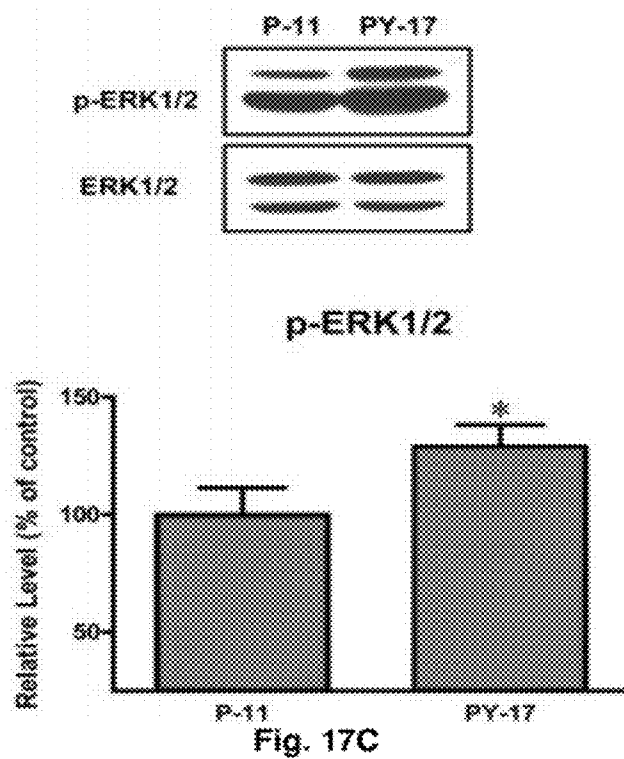 P-11 PY-17
p-ERK1/2
ERK1/2
p-ERK1/2
Relative Level (% of control)
150
*
100
50
P-11 PY-17
Fig. 17C